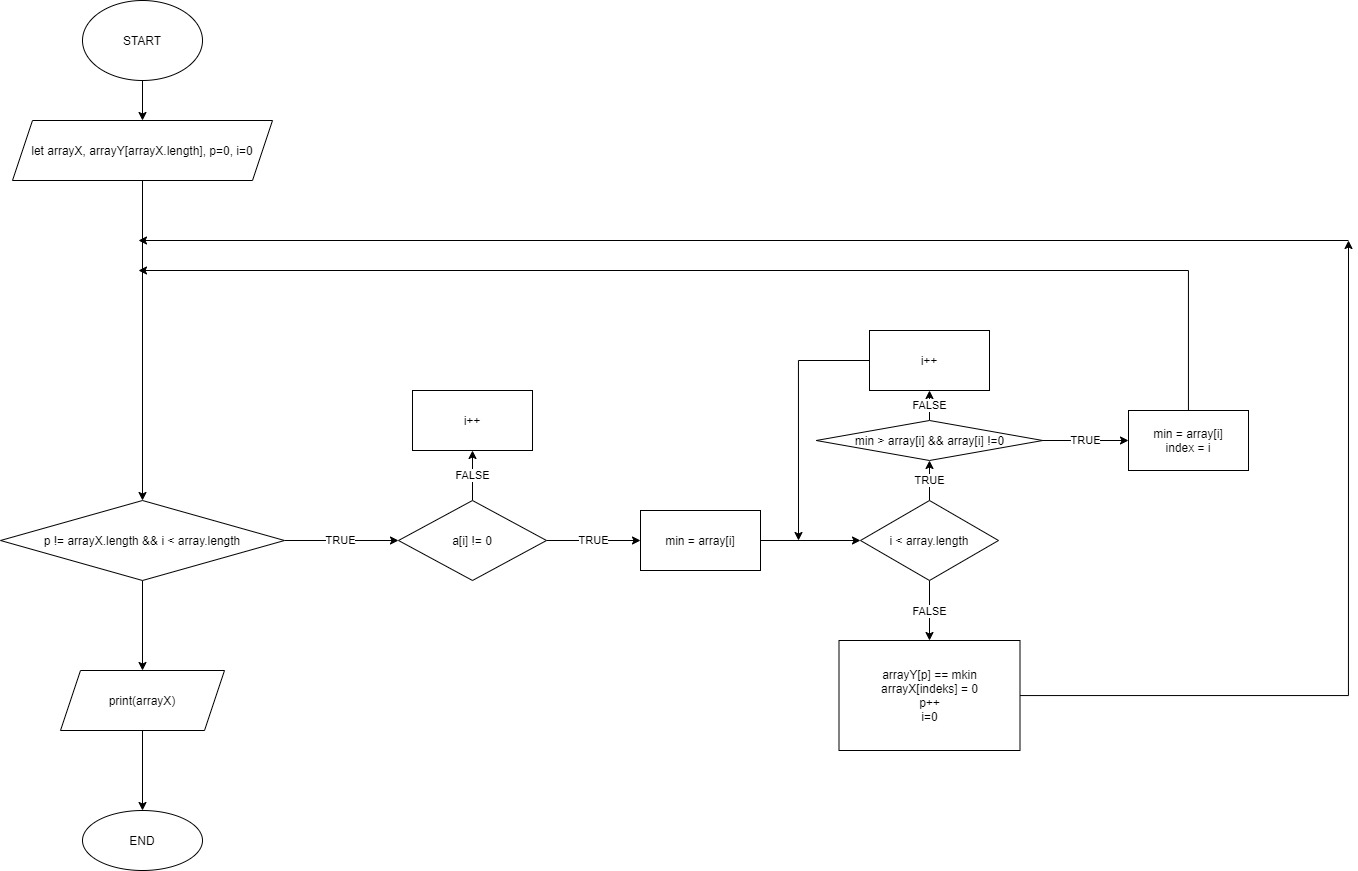 START
let arrayX, arrayY[arrayX.length], p=0, i=0
i++
FALSE
min > array[i] && array[i] !=0
TRUE
min = array[i]
index = i
i++
FALSE
TRUE
p != arrayX.length && i < array.length
TRUE
a[i] != 0
TRUE
min = array[i]
i < array.length
FALSE
arrayY[p] == mkin
arrayX[indeks] = 0
p++
i=0
print(arrayX)
END